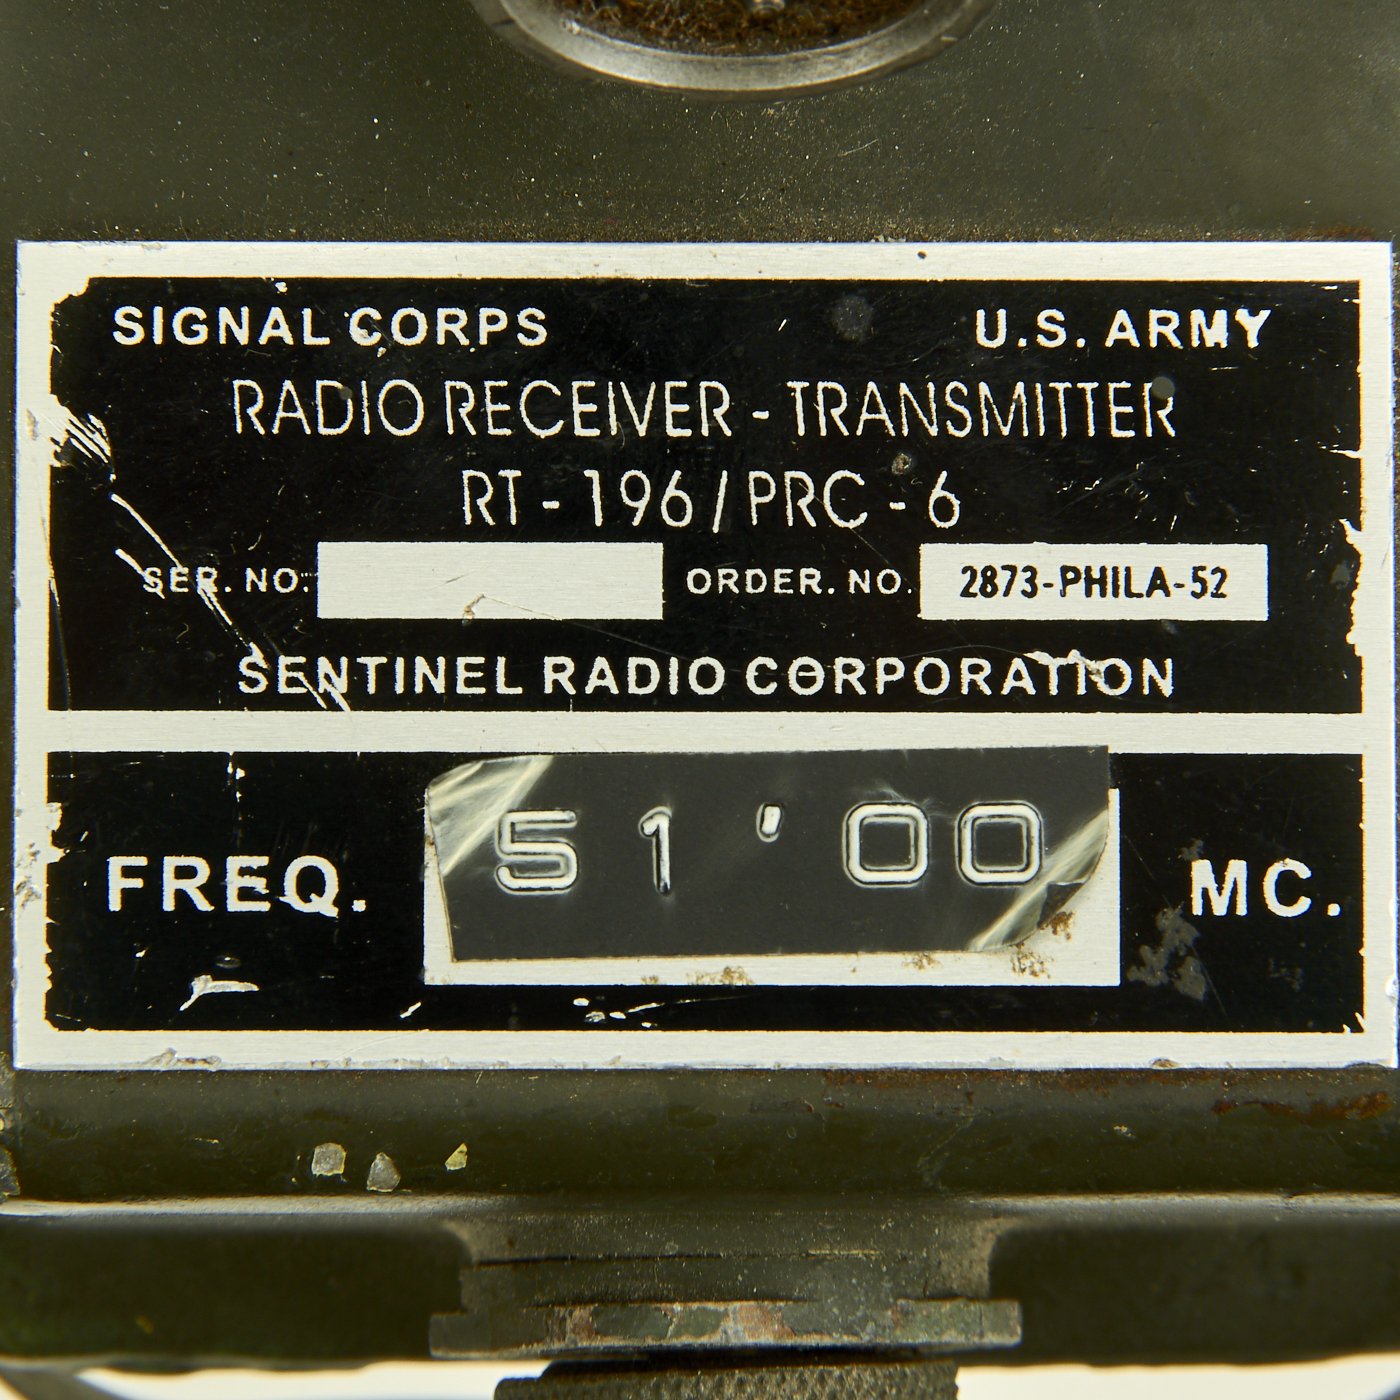 SIGNAL CORPS U.S. ARMY
RADIO RECEIVER - TRANSMITTER
RT - 196 / PRC - 6
SER. NO. ORDER. NO. 2873-PHILA-52
SENTINEL RADIO CORPORATION
FREQ. 51'00 MC.